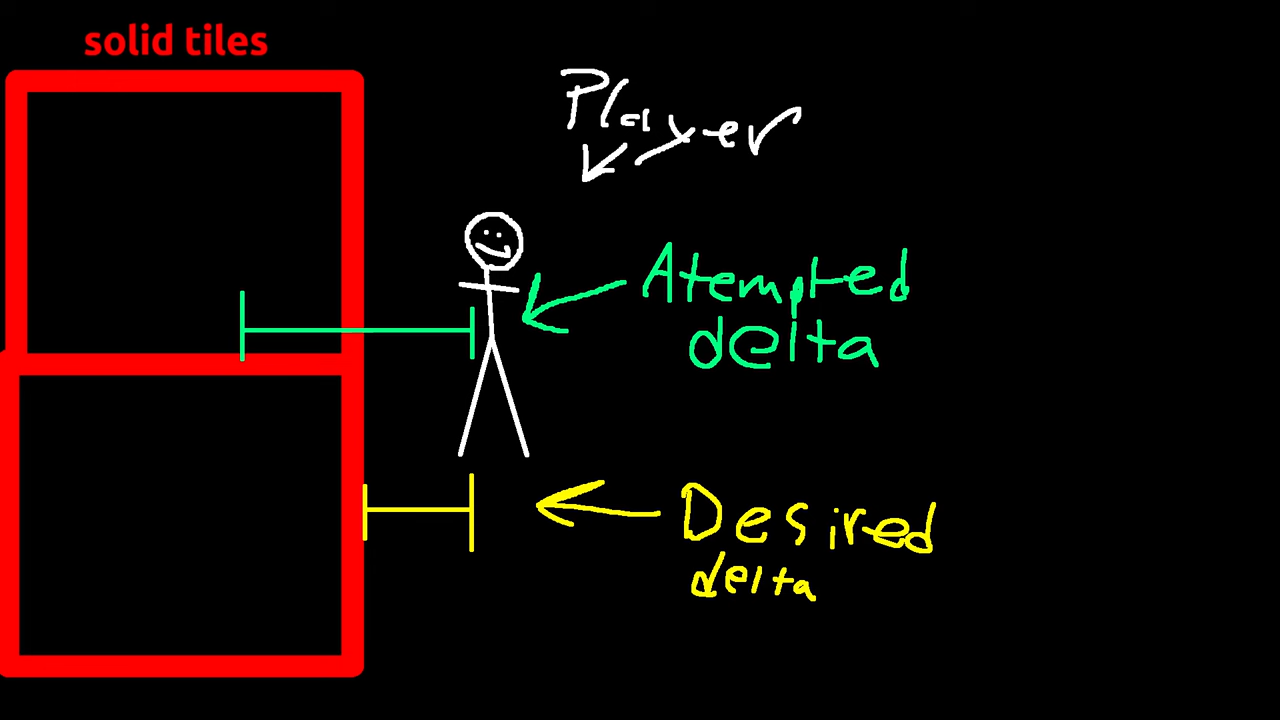 solid tiles
Player
Atempted
delta
Desired
delta